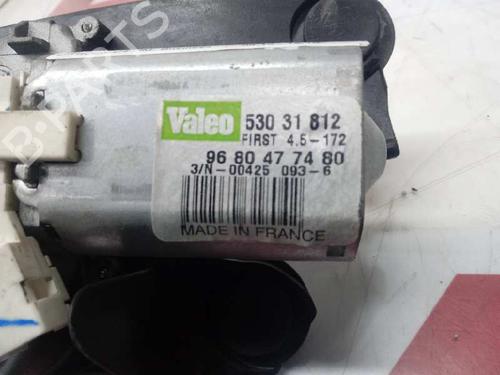 Valeo 530 31 812
FIRST 4.5-172
96 80 47 74 80
3/N-00425 093-6
MADE IN FRANCE
B-PARTS